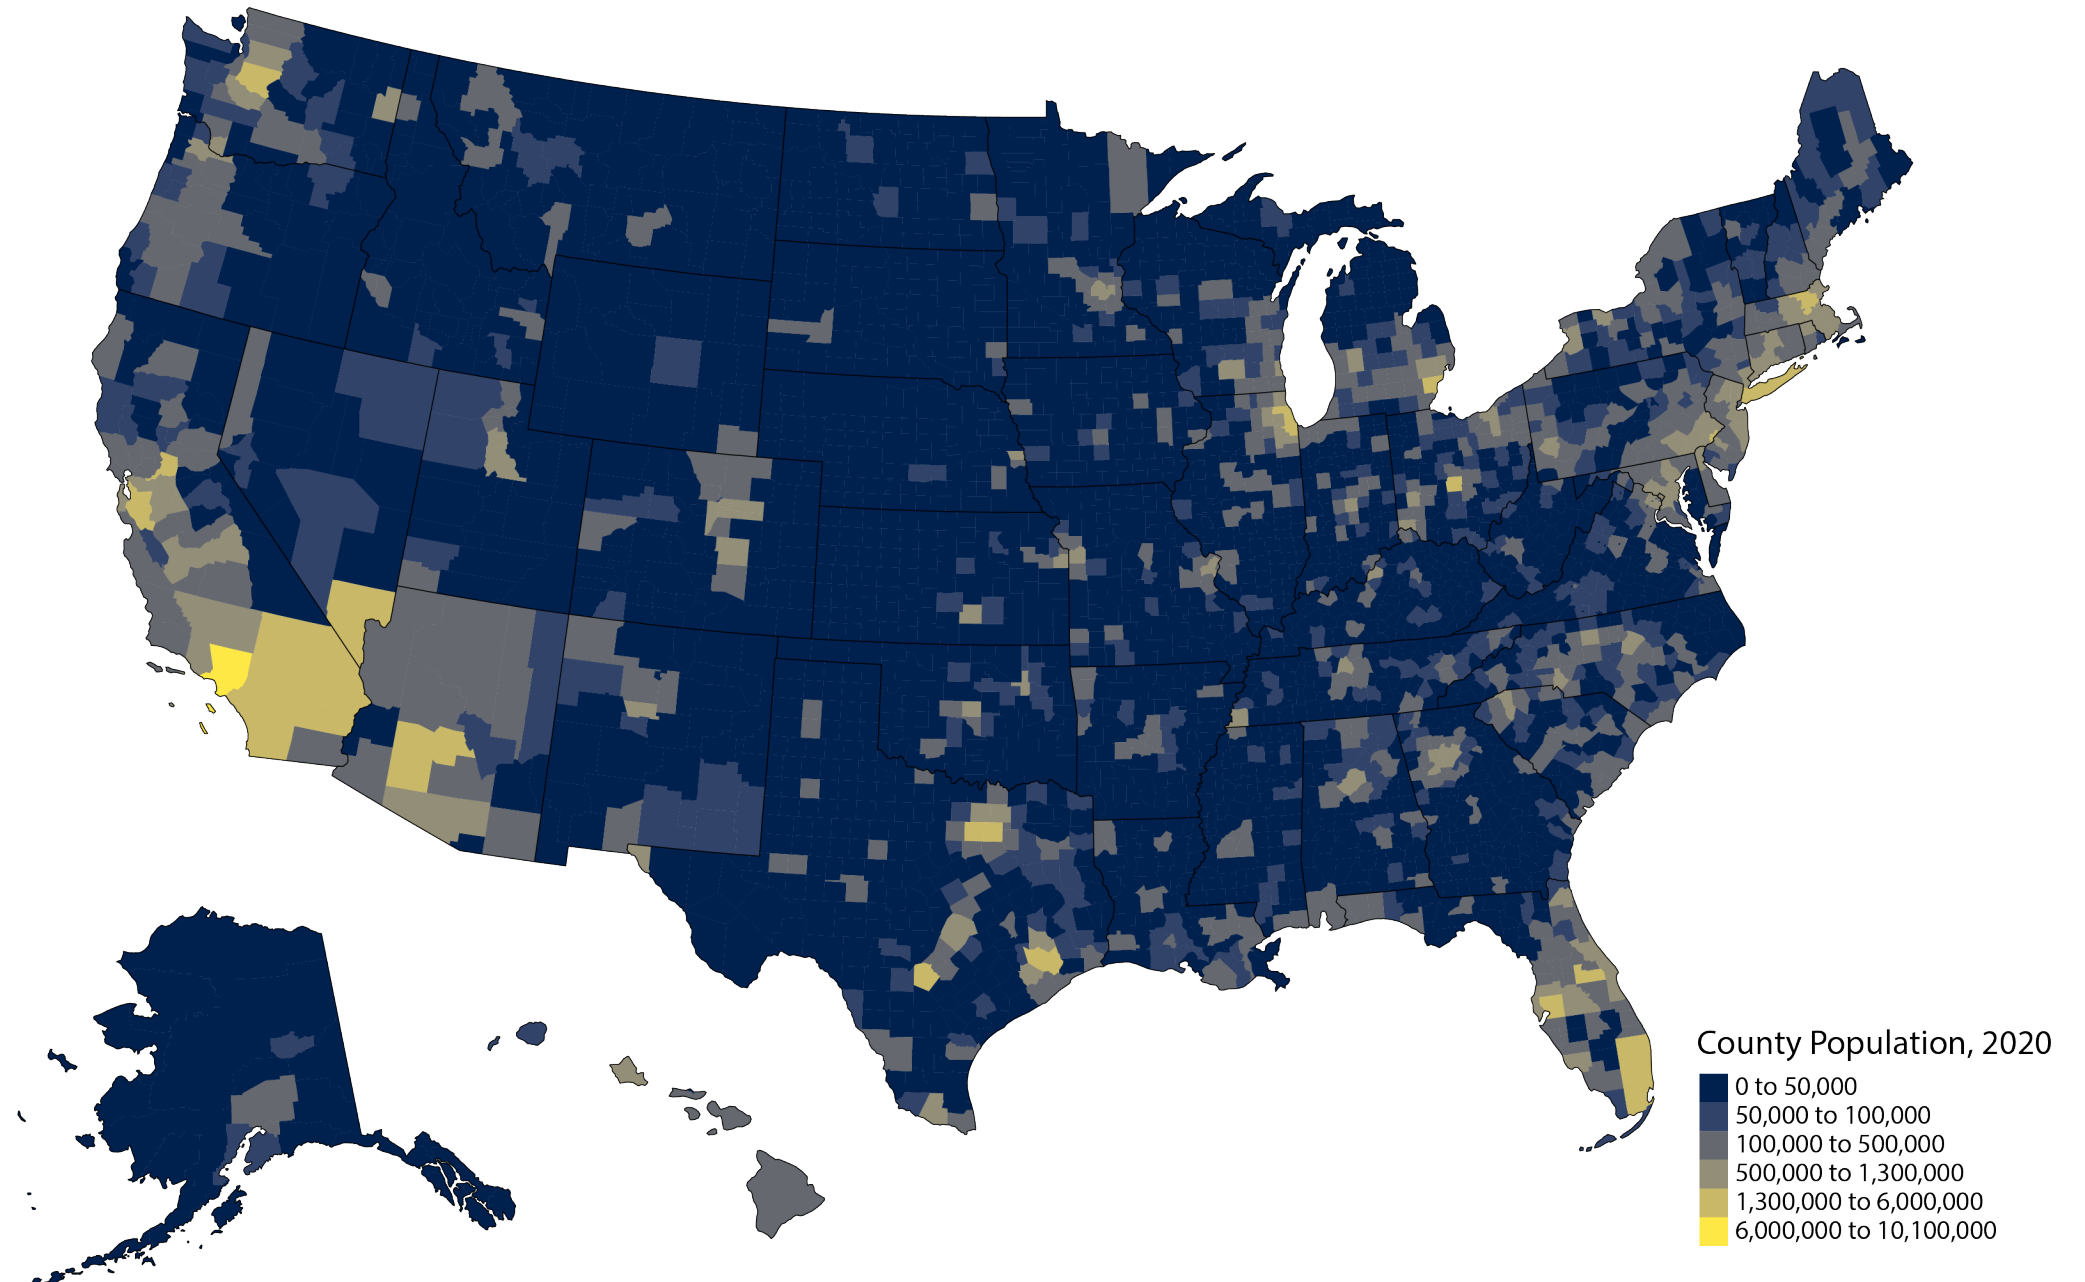 County Population, 2020
0 to 50,000
50,000 to 100,000
100,000 to 500,000
500,000 to 1,300,000
1,300,000 to 6,000,000
6,000,000 to 10,100,000